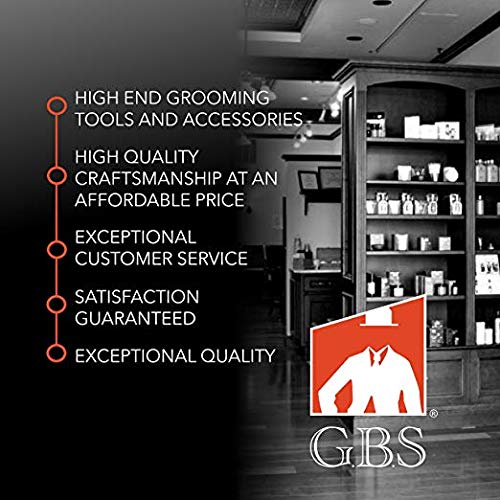 HIGH END GROOMING
TOOLS AND ACCESSORIES
HIGH QUALITY
CRAFTSMANSHIP AT AN
AFFORDABLE PRICE
EXCEPTIONAL
CUSTOMER SERVICE
SATISFACTION
GUARANTEED
EXCEPTIONAL QUALITY
®
G.B.S